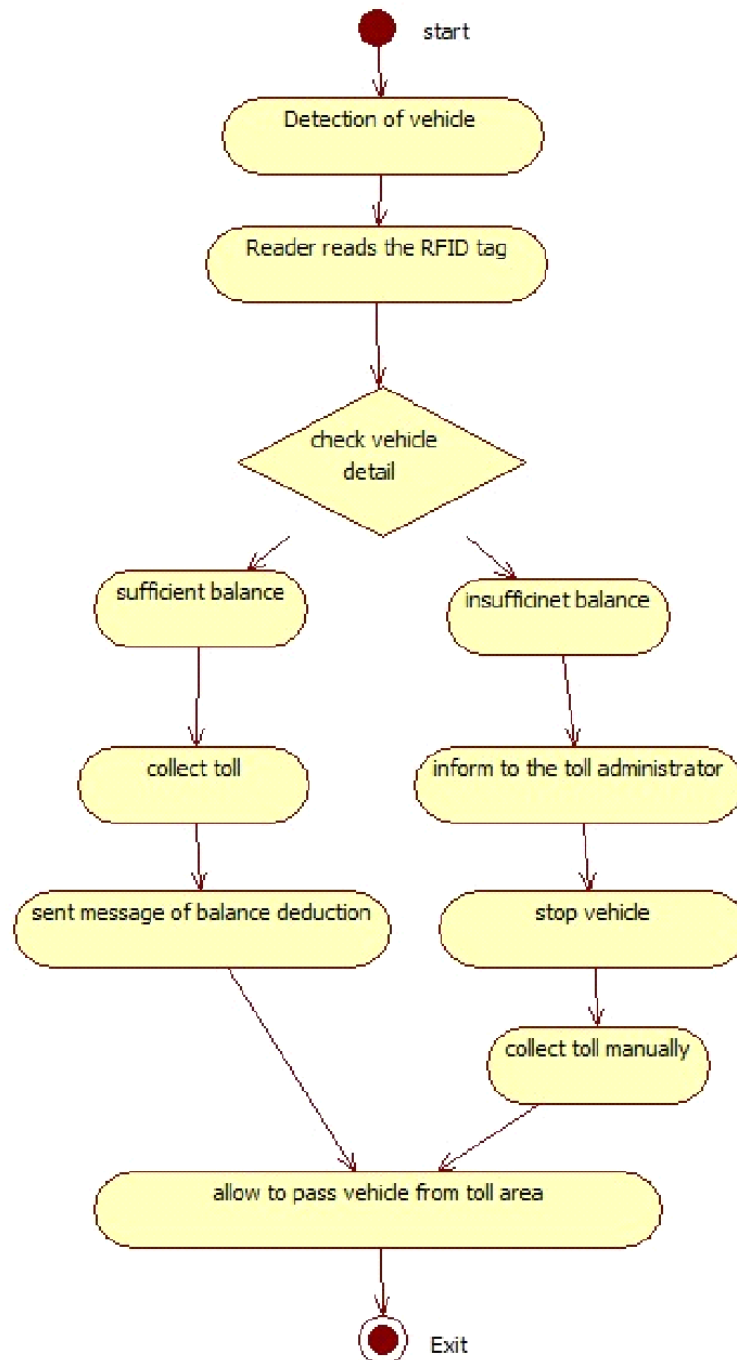 start
Detection of vehicle
Reader reads the RFID tag
check vehicle
detail
sufficient balance
insufficinet balance
collect toll
inform to the toll administrator
sent message of balance deduction
stop vehicle
collect toll manually
allow to pass vehicle from toll area
Exit